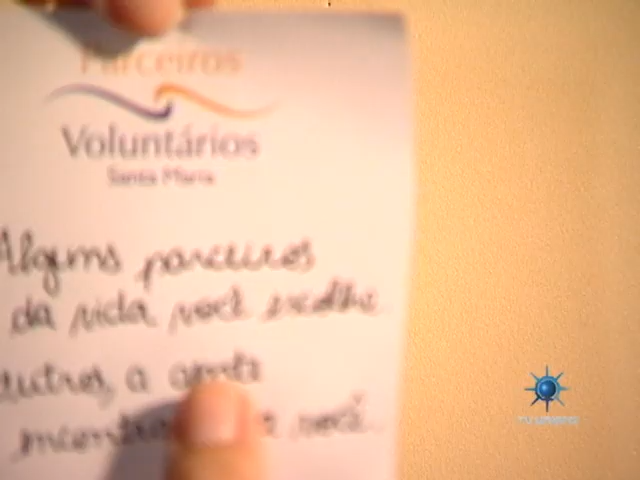 Parceiros
Voluntários
Santa Maria
Alguns parceiros
da vida você escolhe
outros, a gente
você.